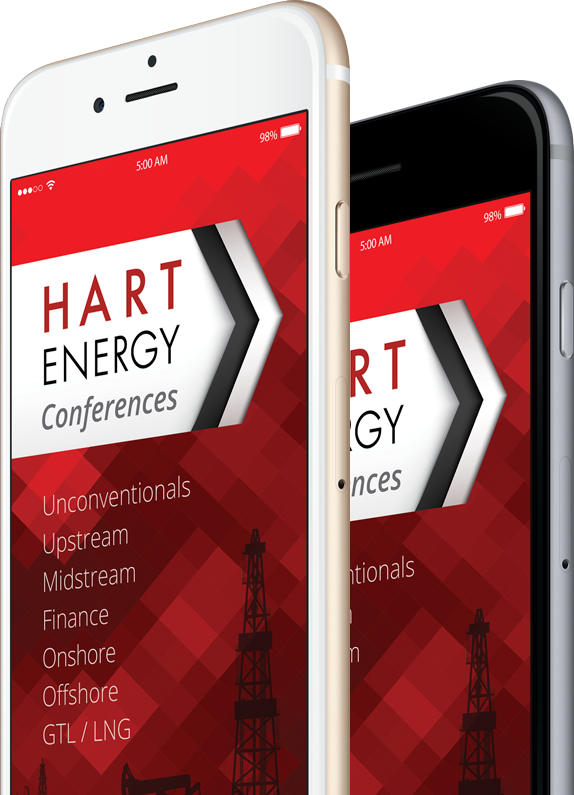 98%
5:00 AM
HART
ENERGY
Conferences
Unconventionals
Upstream
Midstream
Finance
Onshore
Offshore
GTL / LNG
98%
5:00 AM
RT
RGY
nces
ntionals
m